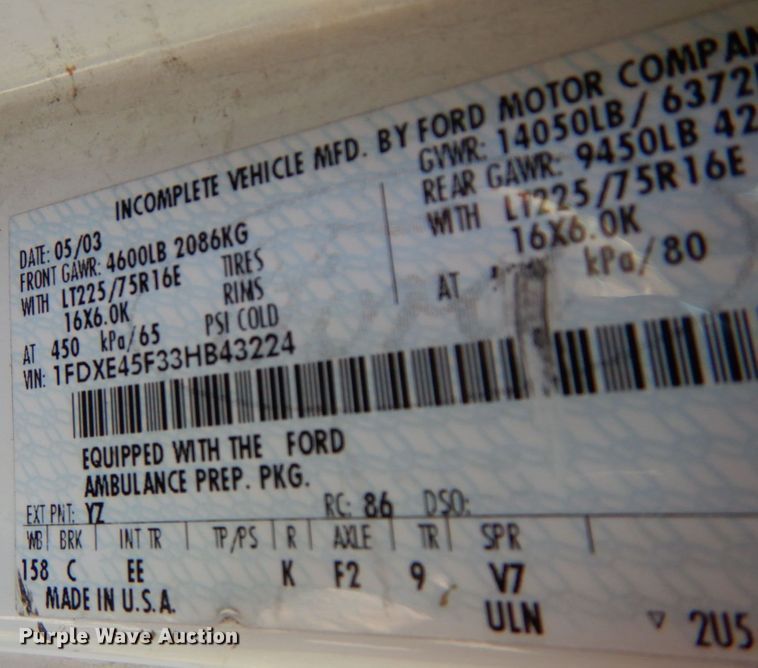 INCOMPLETE VEHICLE MFD. BY FORD MOTOR COMPAN
DATE: 05/03 GVWR: 14050LB/ 6372
FRONT GAWR: 4600LB 2086KG REAR GAWR: 9450LB 42
WITH LT225/75R16E TIRES WITH LT225/75R16E
16X6.0K RIMS 16X6.0K
AT 450 kPa/65 PSI COLD AT kPa/80
VIN: 1FDXE45F33HB43224
EQUIPPED WITH THE FORD
AMBULANCE PREP. PKG.
EXT PNT: YZ RC: 86 DSO:
WB BRK INT TR TP/PS R AXLE TR SPR
158 C EE K F2 9 V7
MADE IN U.S.A. ULN 2U5
Purple Wave Auction